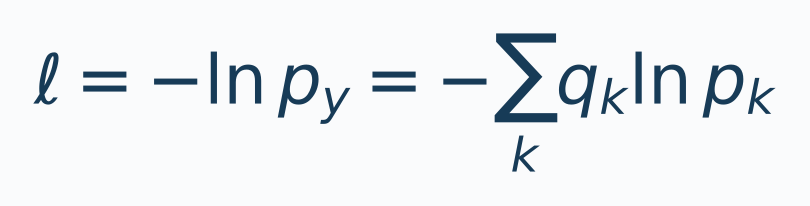 ℓ = −ln p_y = −∑_k q_k ln p_k